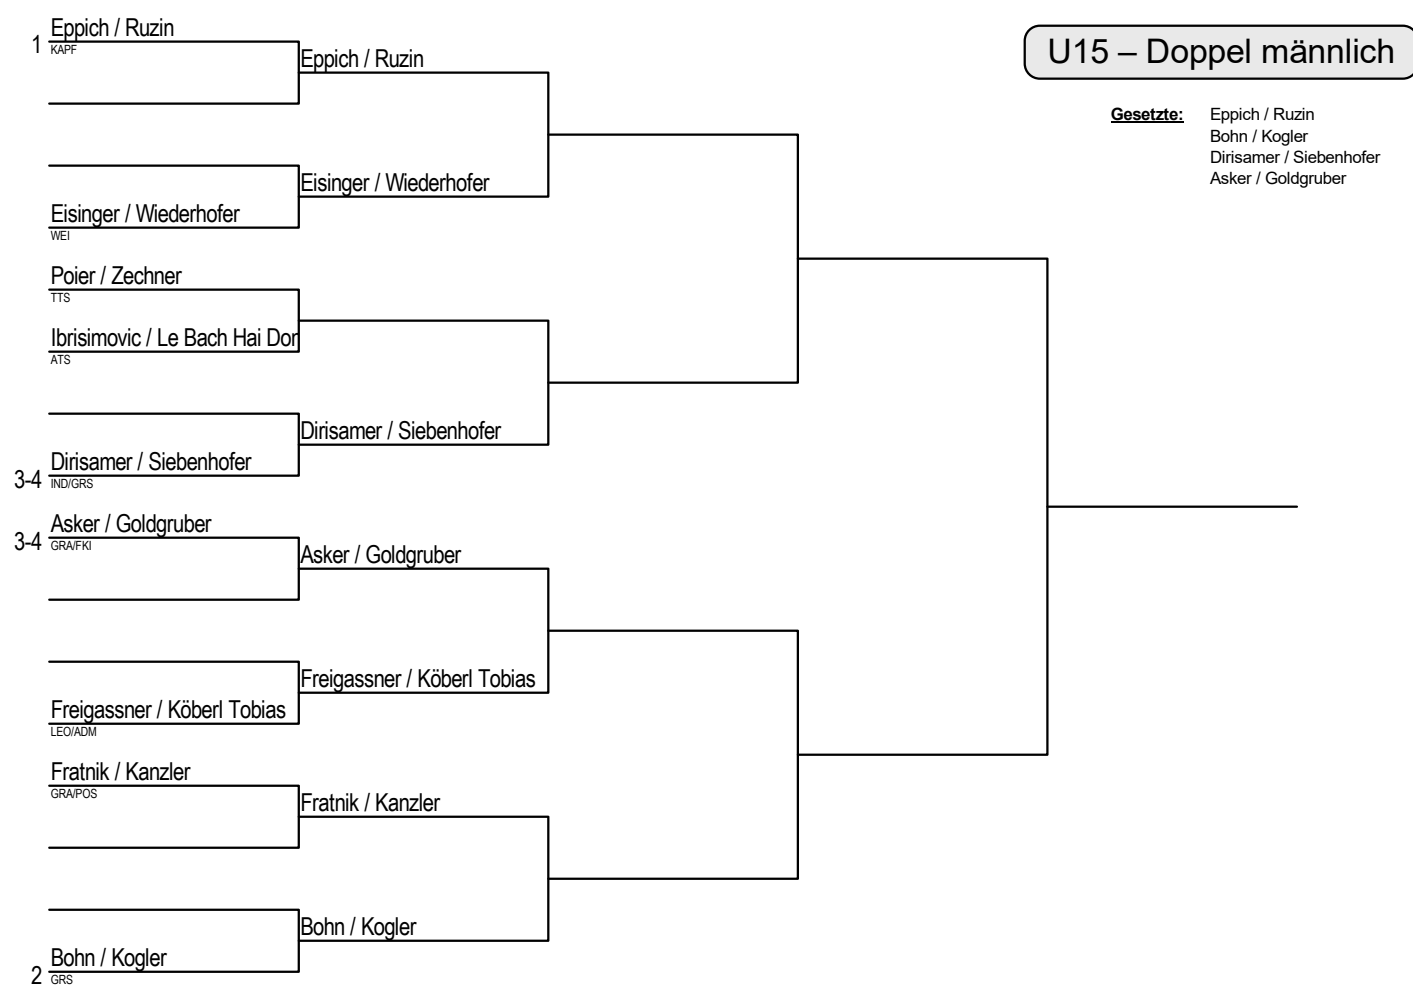 U15 – Doppel männlich
Gesetzte: Eppich / Ruzin
Bohn / Kogler
Dirisamer / Siebenhofer
Asker / Goldgruber
Eppich / Ruzin
1 KAPF
Eppich / Ruzin
Eisinger / Wiederhofer
Eisinger / Wiederhofer
WEI
Poier / Zechner
TTS
Ibrisimovic / Le Bach Hai Dor
ATS
Dirisamer / Siebenhofer
Dirisamer / Siebenhofer
3-4 IND/GRS
Asker / Goldgruber
3-4 GRA/FKI
Asker / Goldgruber
Freigassner / Köberl Tobias
Freigassner / Köberl Tobias
LEO/ADM
Fratnik / Kanzler
GRA/POS
Fratnik / Kanzler
Bohn / Kogler
Bohn / Kogler
2 GRS